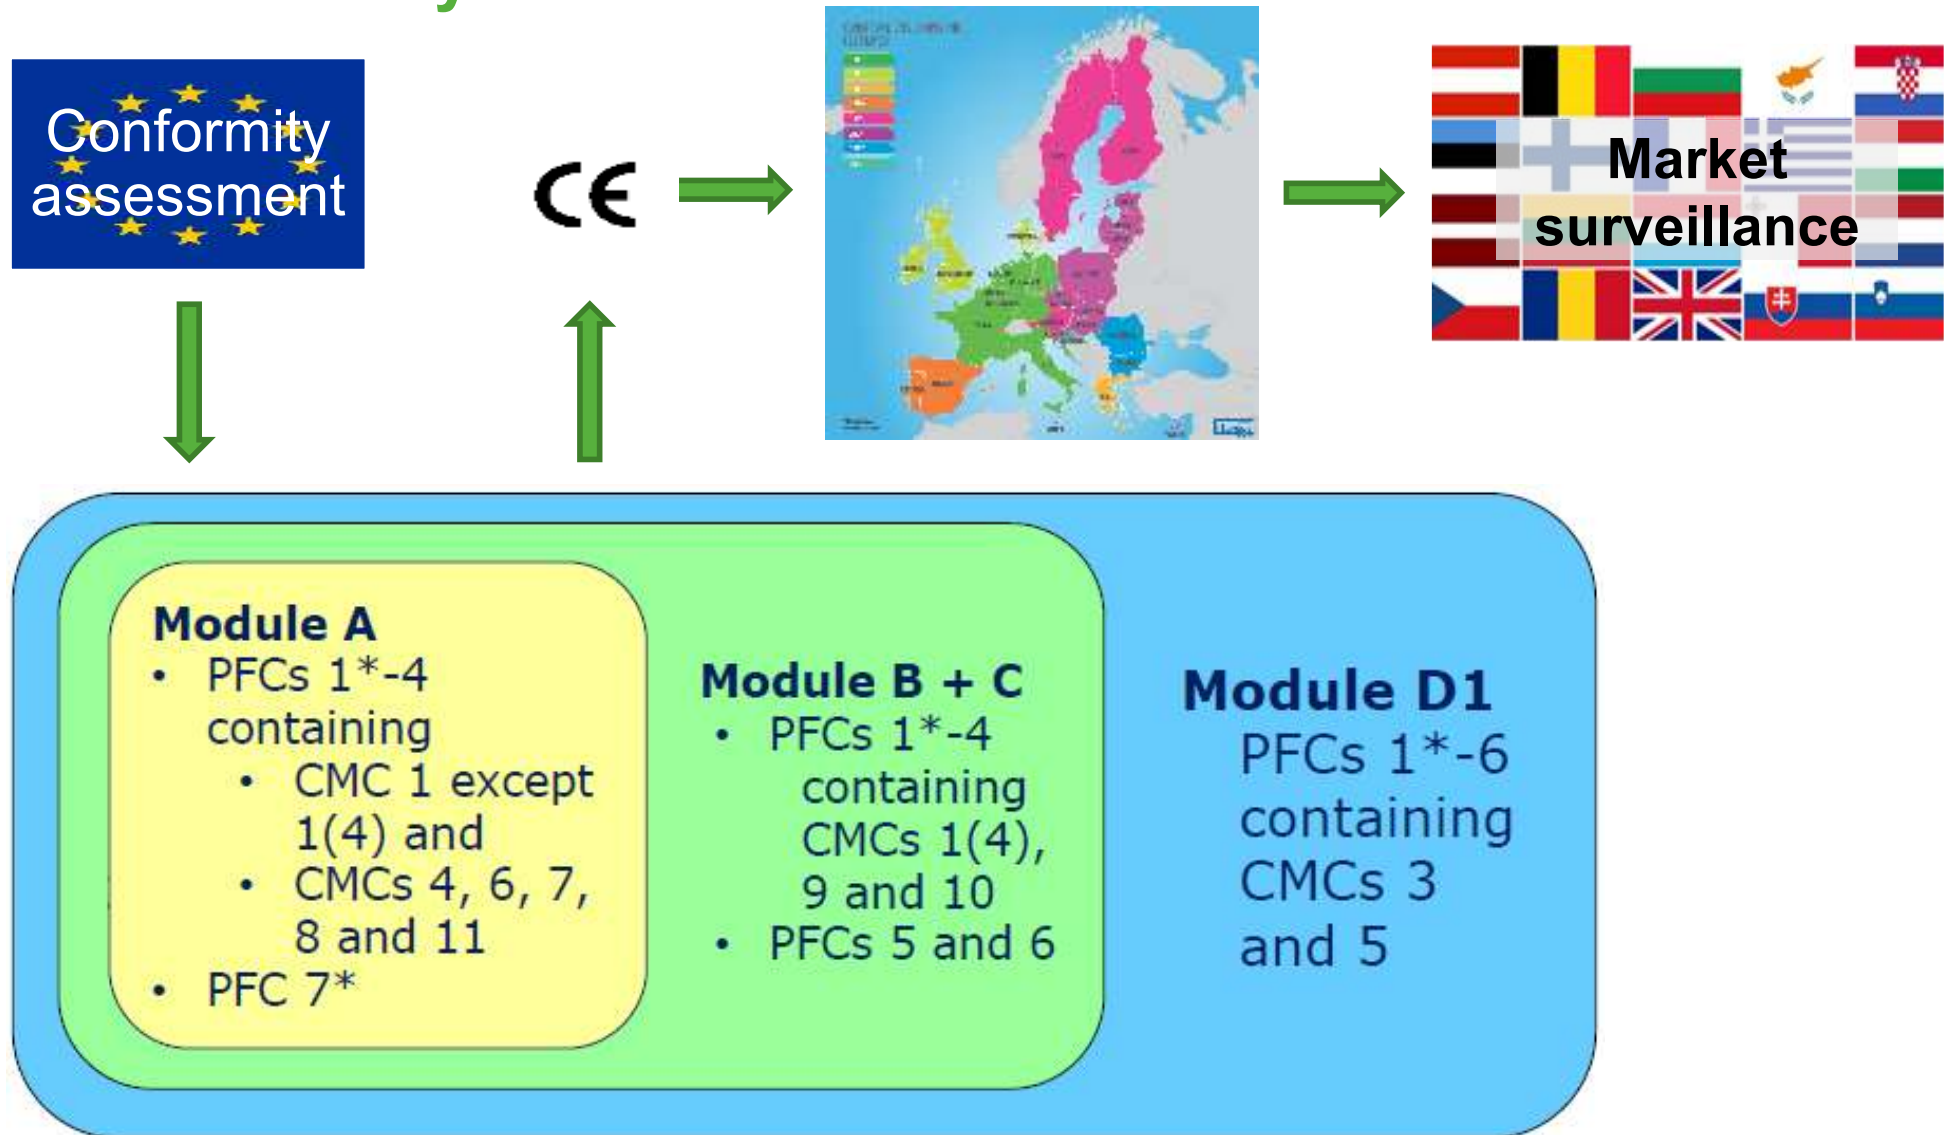 Conformity
assessment
CE
Market
surveillance
Module A
• PFCs 1*-4
containing
• CMC 1 except
1(4) and
• CMCs 4, 6, 7,
8 and 11
• PFC 7*
Module B + C
• PFCs 1*-4
containing
CMCs 1(4),
9 and 10
• PFCs 5 and 6
Module D1
PFCs 1*-6
containing
CMCs 3
and 5